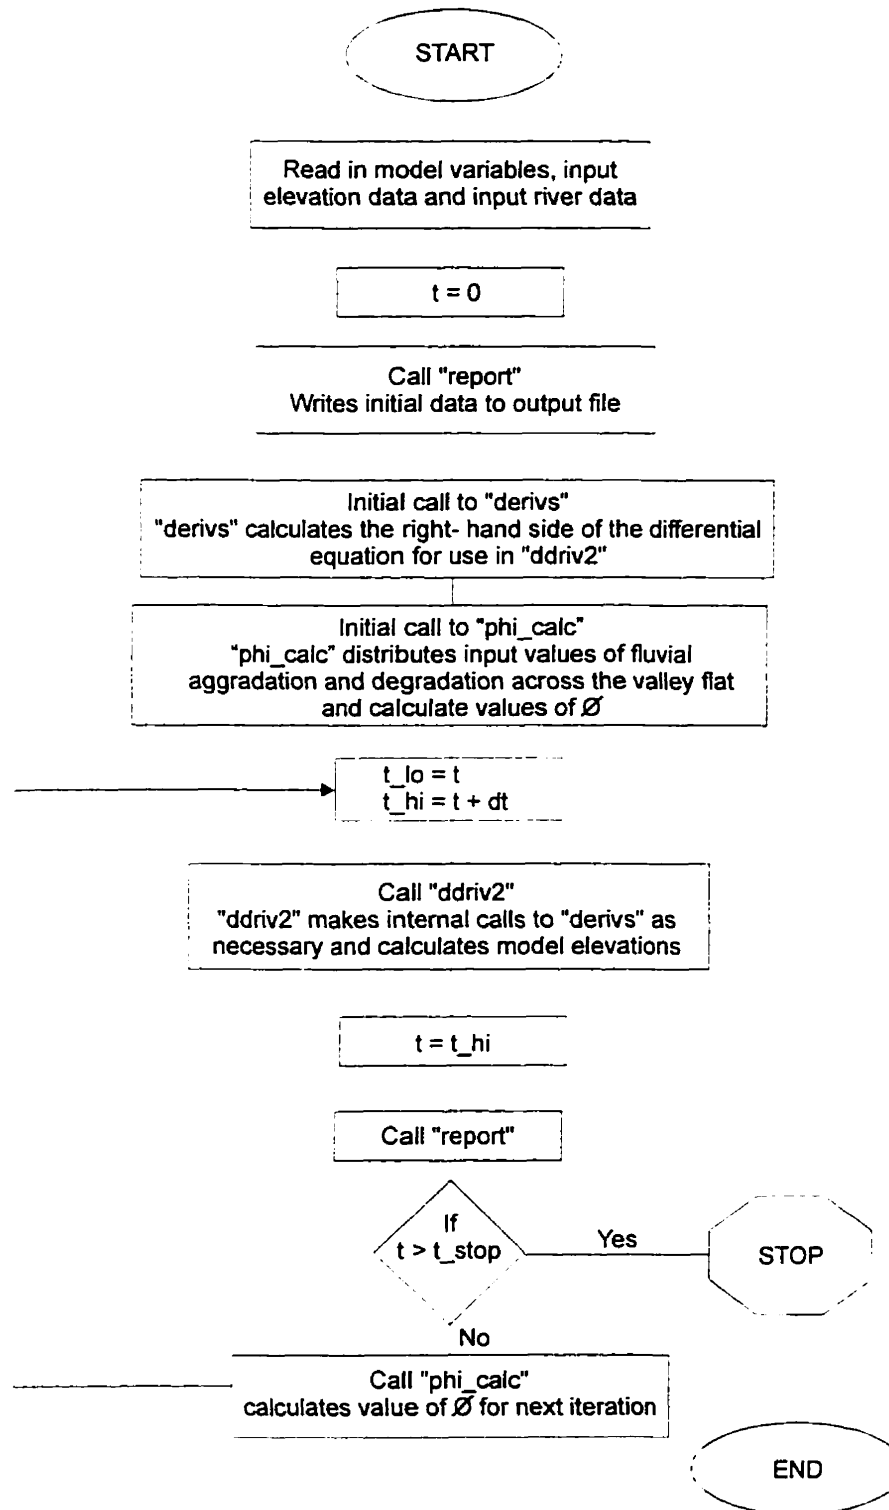 START
Read in model variables, input
elevation data and input river data
t = 0
Call "report"
Writes initial data to output file
Initial call to "derivs"
"derivs" calculates the right- hand side of the differential
equation for use in "ddriv2"
Initial call to "phi_calc"
"phi_calc" distributes input values of fluvial
aggradation and degradation across the valley flat
and calculate values of Ø
t_lo = t
t_hi = t + dt
Call "ddriv2"
"ddriv2" makes internal calls to "derivs" as
necessary and calculates model elevations
t = t_hi
Call "report"
If
t > t_stop
Yes
STOP
No
Call "phi_calc"
calculates value of Ø for next iteration
END